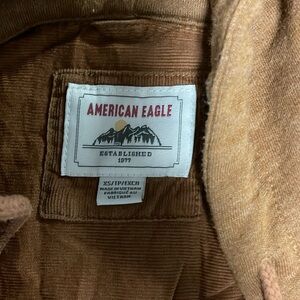 AMERICAN EAGLE
ESTABLISHED
1977
XS/TP/EXCH
MADE IN VIETNAM
FABRIQUÉ AU
VIETNAM